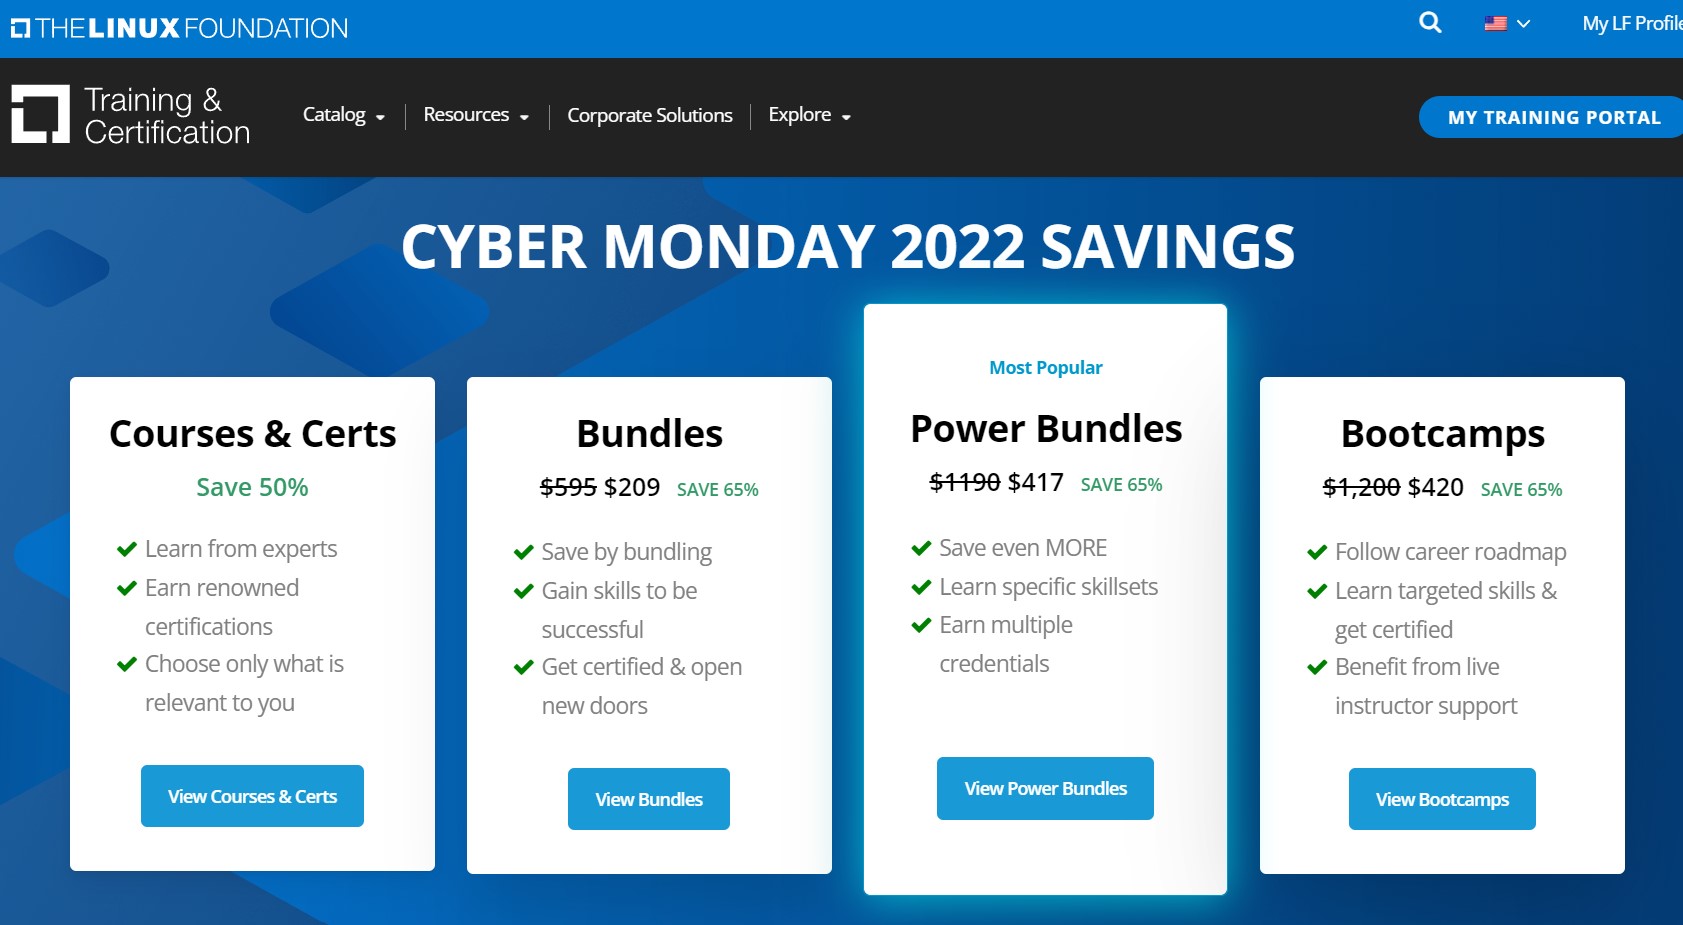 THE LINUX FOUNDATION
My LF Profile
Training &
Certification
Catalog
Resources
Corporate Solutions
Explore
MY TRAINING PORTAL
CYBER MONDAY 2022 SAVINGS
Courses & Certs
Save 50%
Learn from experts
Earn renowned
certifications
Choose only what is
relevant to you
View Courses & Certs
Bundles
$595 $209 SAVE 65%
Save by bundling
Gain skills to be
successful
Get certified & open
new doors
View Bundles
Most Popular
Power Bundles
$1190 $417 SAVE 65%
Save even MORE
Learn specific skillsets
Earn multiple
credentials
View Power Bundles
Bootcamps
$1,200 $420 SAVE 65%
Follow career roadmap
Learn targeted skills &
get certified
Benefit from live
instructor support
View Bootcamps